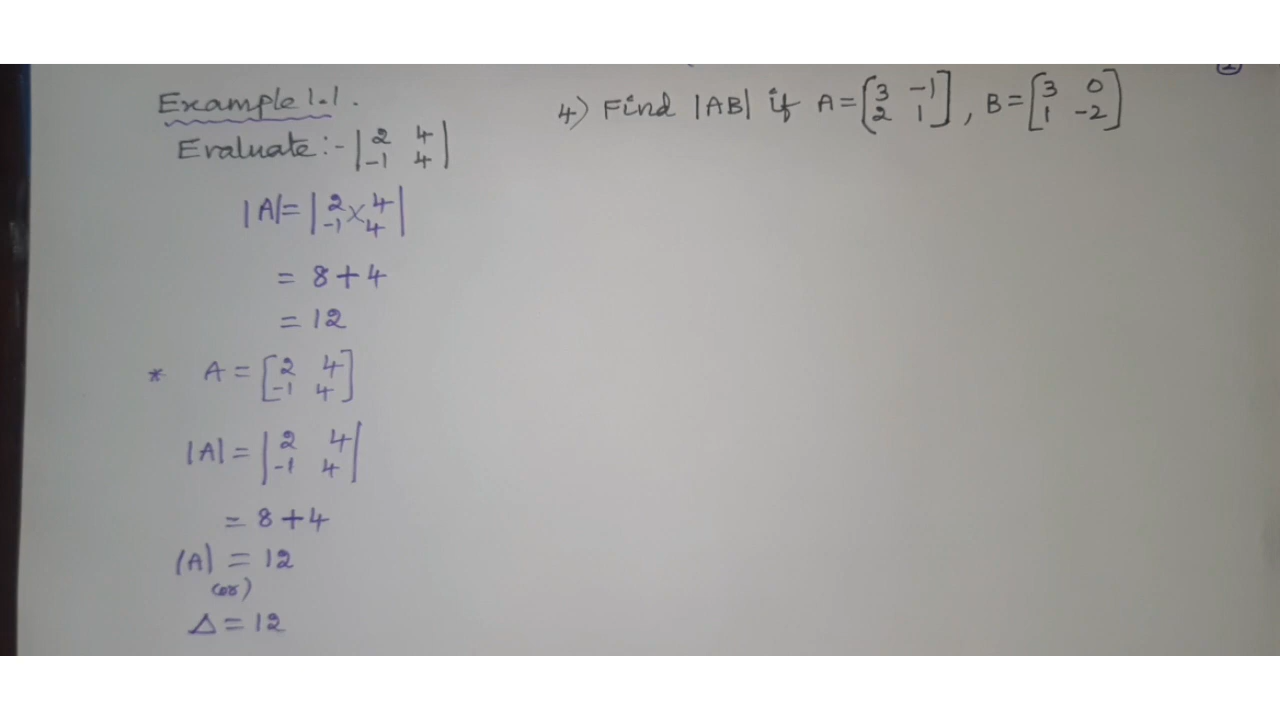 Example 1.1.
Evaluate :- | 2 4 |
| -1 4 |
|A| = | 2 × 4 |
| -1 4 |
= 8 + 4
= 12
* A = [ 2 4 ]
[ -1 4 ]
|A| = | 2 4 |
| -1 4 |
= 8 + 4
|A| = 12
(or)
Δ = 12
4) Find |AB| if A = [ 3 -1 ] , B = [ 3 0 ]
[ 2 1 ] [ 1 -2 ]